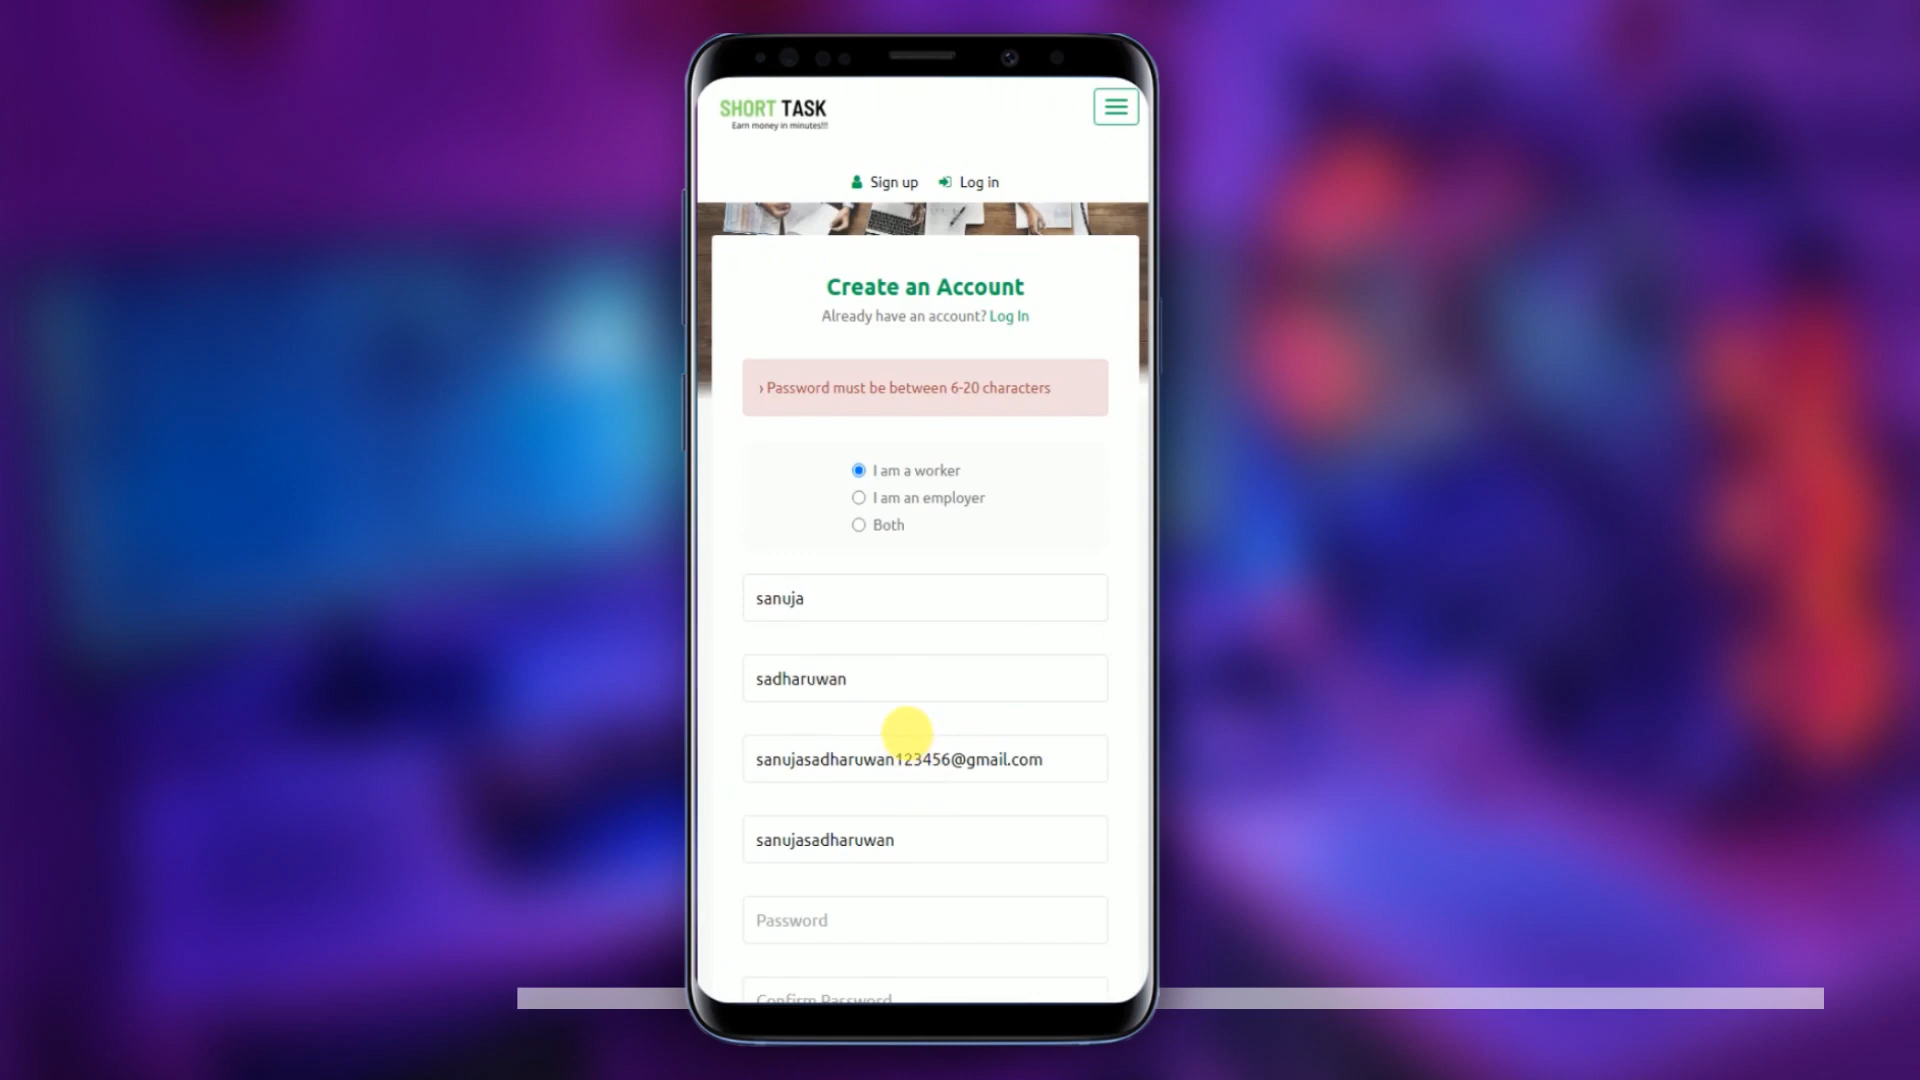 SHORT TASK
Earn money in minutes!!!
Sign up Log in
Create an Account
Already have an account? Log In
› Password must be between 6-20 characters
I am a worker
I am an employer
Both
sanuja
sadharuwan
sanujasadharuwan123456@gmail.com
sanujasadharuwan
Password
Confirm Password